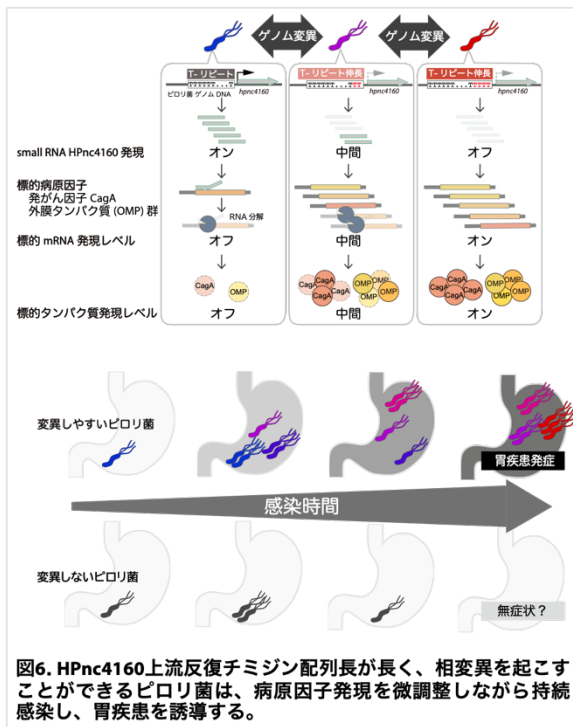 ゲノム変異
ゲノム変異
T- リピート
T- リピート伸長
T- リピート伸長
ピロリ菌 ゲノム DNA
hpnc4160
hpnc4160
hpnc4160
small RNA HPnc4160 発現
オン
中間
オフ
標的病原因子
発がん因子 CagA
外膜タンパク質 (OMP) 群
RNA 分解
標的 mRNA 発現レベル
オフ
中間
オン
CagA
OMP
CagA
CagA
CagA
CagA
OMP
OMP
OMP
OMP
CagA
CagA
CagA
CagA
OMP
OMP
OMP
OMP
標的タンパク質発現レベル
オフ
中間
オン
変異しやすいピロリ菌
胃疾患発症
感染時間
変異しないピロリ菌
無症状？
図6. HPnc4160上流反復チミジン配列長が長く、相変異を起こす
ことができるピロリ菌は、病原因子発現を微調整しながら持続
感染し、胃疾患を誘導する。